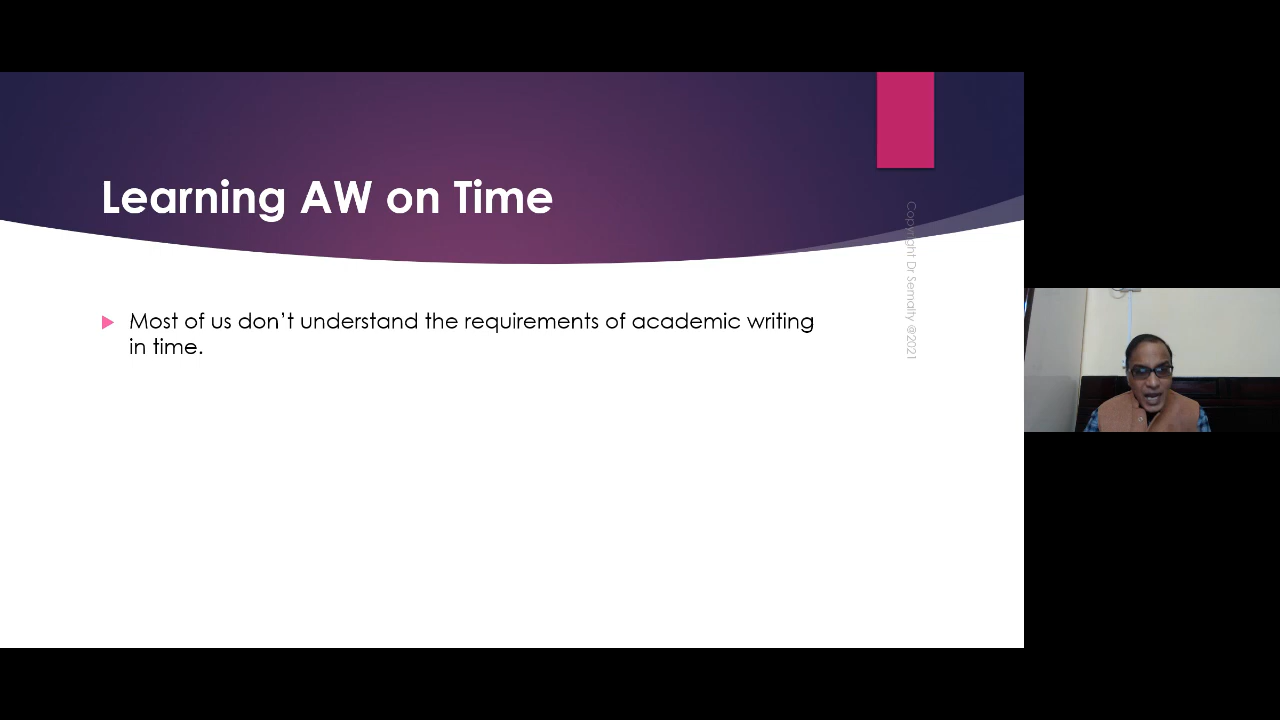 Learning AW on Time
Most of us don’t understand the requirements of academic writing
in time.
Copyright Dr Semalty @2021